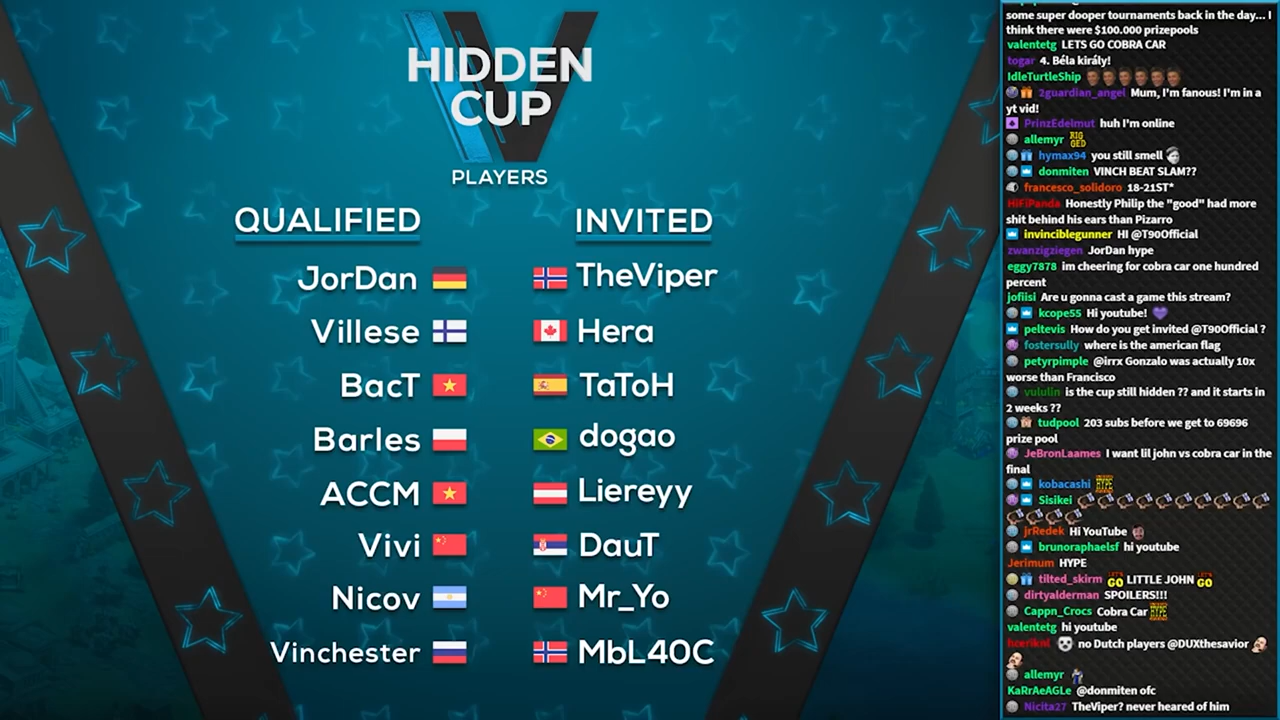 HIDDEN
CUP
PLAYERS
QUALIFIED
JorDan
Villese
BacT
Barles
ACCM
Vivi
Nicov
Vinchester
INVITED
TheViper
Hera
TaToH
dogao
Liereyy
DauT
Mr_Yo
MbL40C
some super dooper tournaments back in the day... I
think there were $100.000 prizepools
valentetg LETS GO COBRA CAR
togar 4. Béla király!
IdleTurtleShip
2guardian_angel Mum, I'm fanous! I'm in a
yt vid!
PrinzEdelmut huh I'm online
allemyr RIGGED
hymax94 you still smell
donmiten VINCH BEAT SLAM??
francesco_solidoro 18-21ST*
HiFiPanda Honestly Philip the "good" had more
shit behind his ears than Pizarro
invinciblegunner HI @T90Official
zwanzigziegen JorDan hype
eggy7878 im cheering for cobra car one hundred
percent
jofiisi Are u gonna cast a game this stream?
kcope55 Hi youtube!
peltevis How do you get invited @T90Official ?
fostersully where is the american flag
petyrpimple @irrx Gonzalo was actually 10x
worse than Francisco
vululin is the cup still hidden ?? and it starts in
2 weeks ??
tudpool 203 subs before we get to 69696
prize pool
JeBronLaames I want lil john vs cobra car in the
final
kobacashi HYPE
Sisikei
jrRedek Hi YouTube
brunoraphaelsf hi youtube
Jerimum HYPE
tilted_skirm LET'S GO LITTLE JOHN LET'S GO
dirtyalderman SPOILERS!!!
Cappn_Crocs Cobra Car HYPE
valentetg hi youtube
no Dutch players @DUXthesavior
allemyr
KaRrAeAGLe @donmiten ofc
Nicita27 TheViper? never heared of him